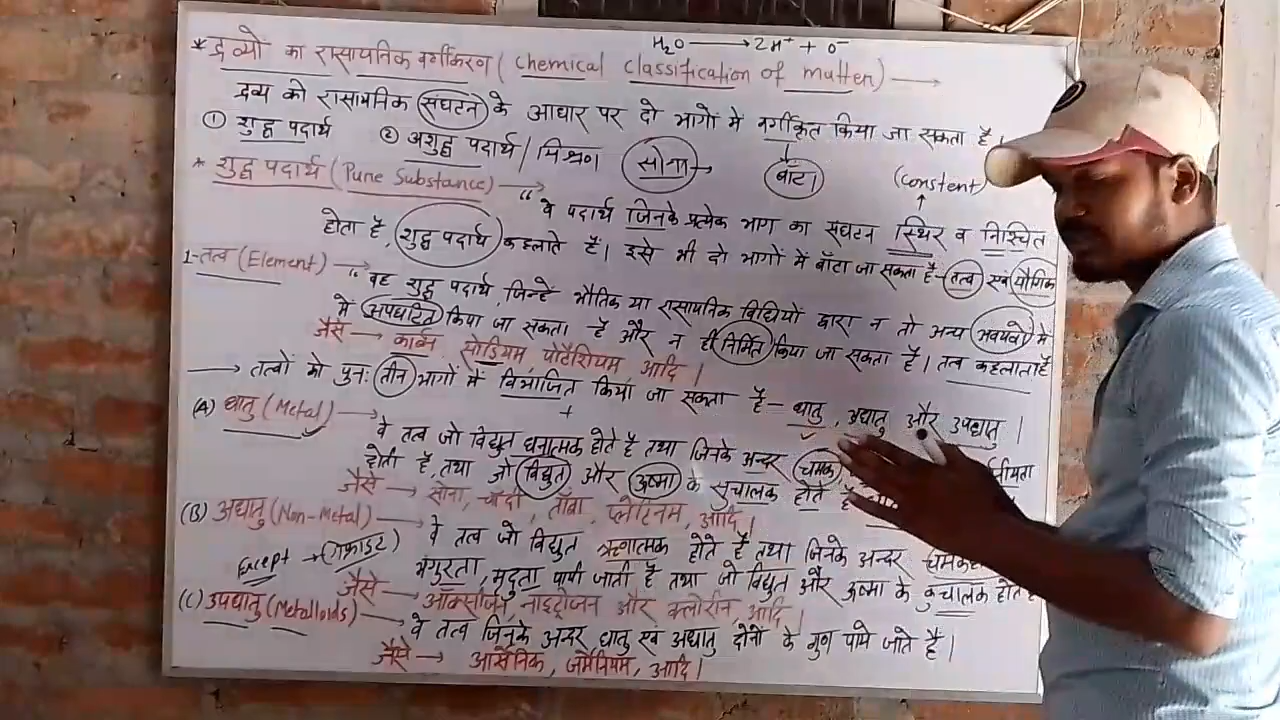 H₂O → 2H⁺ + O⁻
* द्रव्यों का रासायनिक वर्गीकरण (Chemical Classification of matter) →
द्रव्य को रासायनिक संघटन के आधार पर दो भागों में वर्गीकृत किया जा सकता है।
① शुद्ध पदार्थ ② अशुद्ध पदार्थ / मिश्रण सोना → बाँटा (Constent)
* शुद्ध पदार्थ (Pure Substance) → “वे पदार्थ जिनके प्रत्येक भाग का संघटन स्थिर व निश्चित
होता है, शुद्ध पदार्थ कहलाते है। इसे भी दो भागों में बाँटा जा सकता है- तत्व एवं यौगिक
1- तत्व (Element) → “वह शुद्ध पदार्थ, जिन्हें भौतिक या रासायनिक विधियों द्वारा न तो अन्य अवयवों में
में अपघटित किया जा सकता है और न ही निर्मित किया जा सकता है। तत्व कहलाता है
जैसे → कार्बन, सोडियम, पोटैशियम आदि।
→ तत्वों को पुनः तीन भागों में विभाजित किया जा सकता है- धातु, अधातु और उपधातु।
(A) धातु (Metal) → वे तत्व जो विद्युत धनात्मक होते है तथा जिनके अन्दर चमक
होती है, तथा जो विद्युत और ऊष्मा के सुचालक होते है
जैसे → सोना, चाँदी, ताँबा, प्लेटिनम, आदि।
(B) अधातु (Non-Metal) → वे तत्व जो विद्युत ऋणात्मक होते हैं तथा जिनके अन्दर
Except → (ग्रेफाइट) भंगुरता, मृदुता पायी जाती है तथा जो विद्युत और ऊष्मा के कुचालक होते
जैसे → ऑक्सीजन, नाइट्रोजन और क्लोरीन आदि।
(C) उपधातु (Metalloids) → वे तत्व जिनके अन्दर धातु एवं अधातु दोनों के गुण पाये जाते है।
जैसे → आर्सेनिक, जर्मेनियम, आदि।